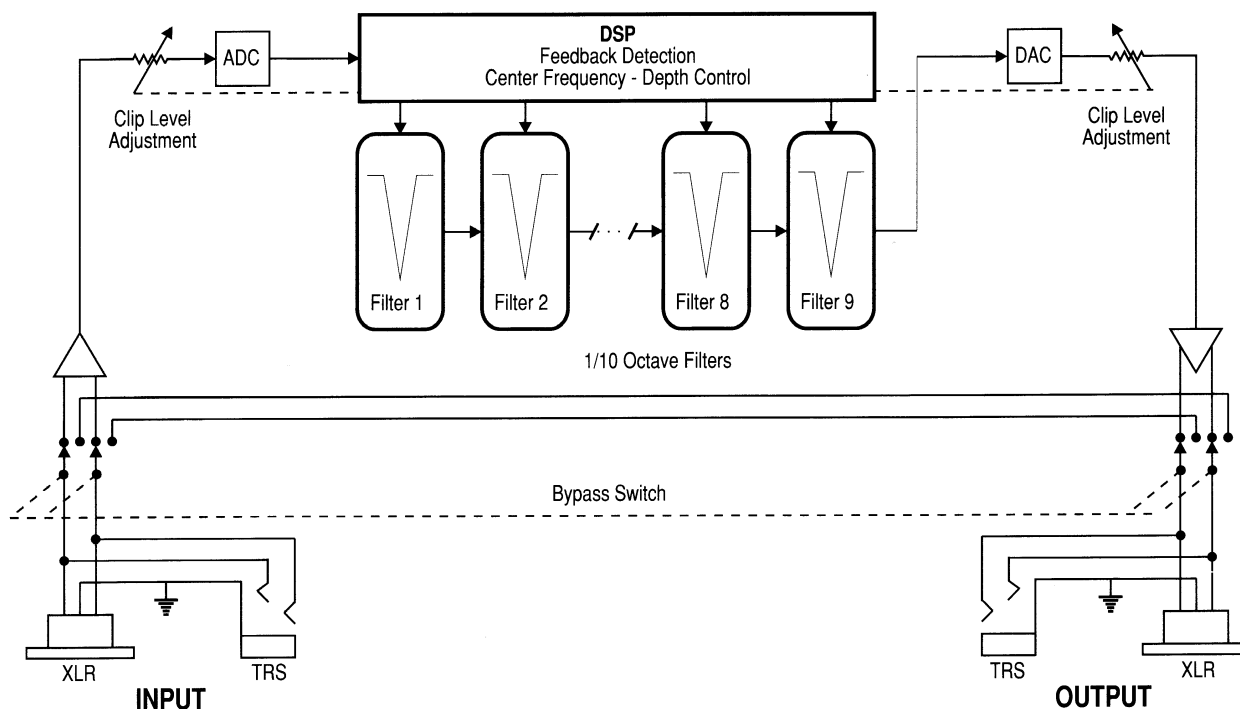 DSP
Feedback Detection
Center Frequency - Depth Control
ADC
DAC
Clip Level
Adjustment
Clip Level
Adjustment
Filter 1
Filter 2
. . .
Filter 8
Filter 9
1/10 Octave Filters
Bypass Switch
XLR
TRS
INPUT
TRS
XLR
OUTPUT